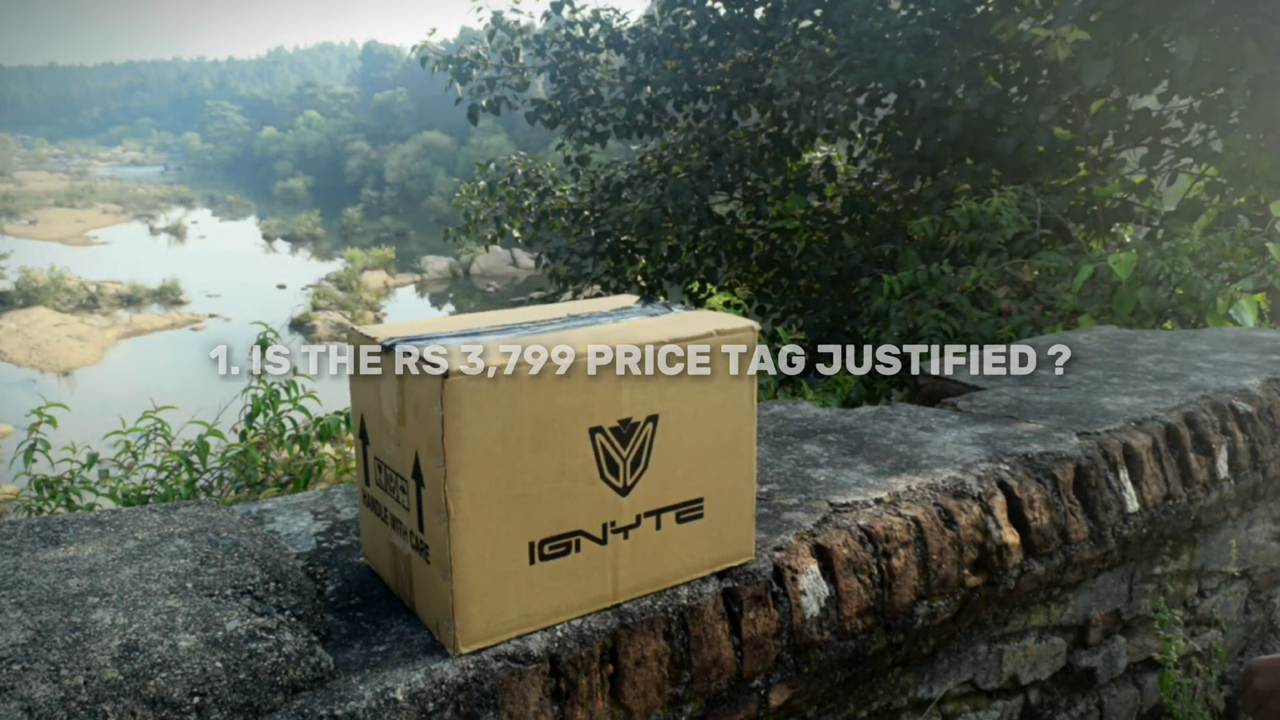 1. IS THE RS 3,799 PRICE TAG JUSTIFIED ?
HANDLE WITH CARE
IGNYTE